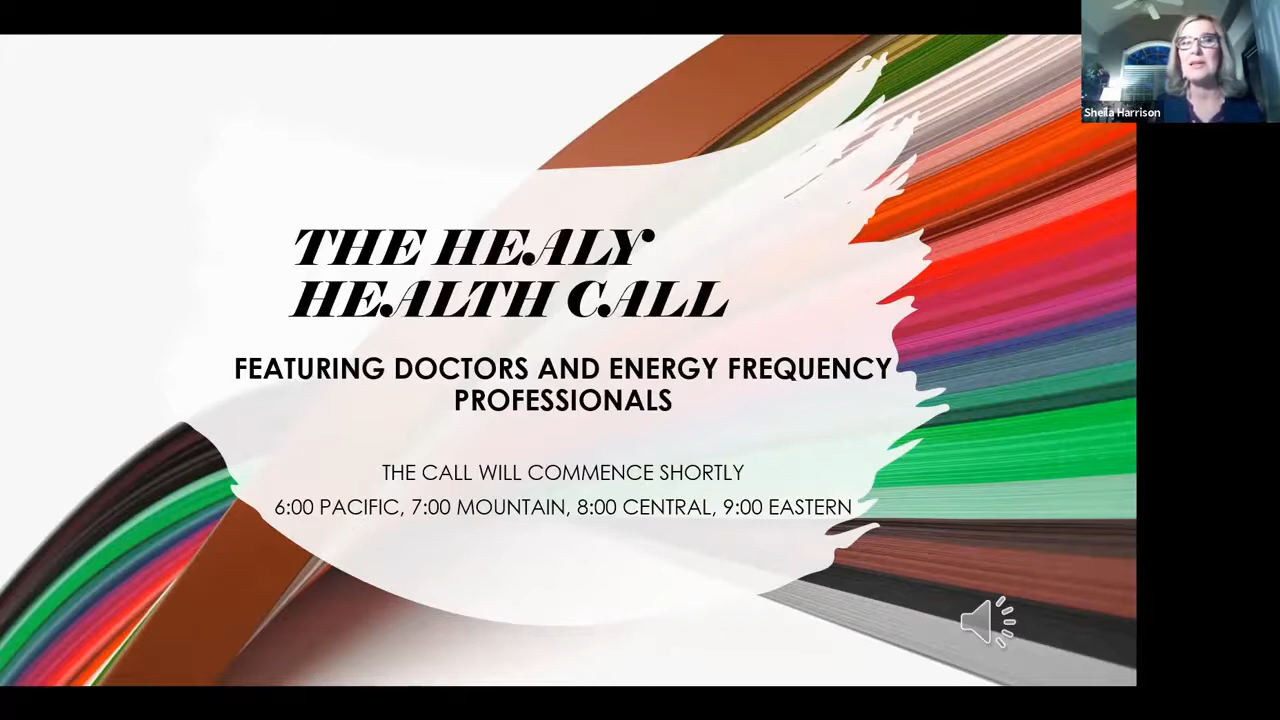 Sheila Harrison
THE HEALY
HEALTH CALL
FEATURING DOCTORS AND ENERGY FREQUENCY
PROFESSIONALS
THE CALL WILL COMMENCE SHORTLY
6:00 PACIFIC, 7:00 MOUNTAIN, 8:00 CENTRAL, 9:00 EASTERN